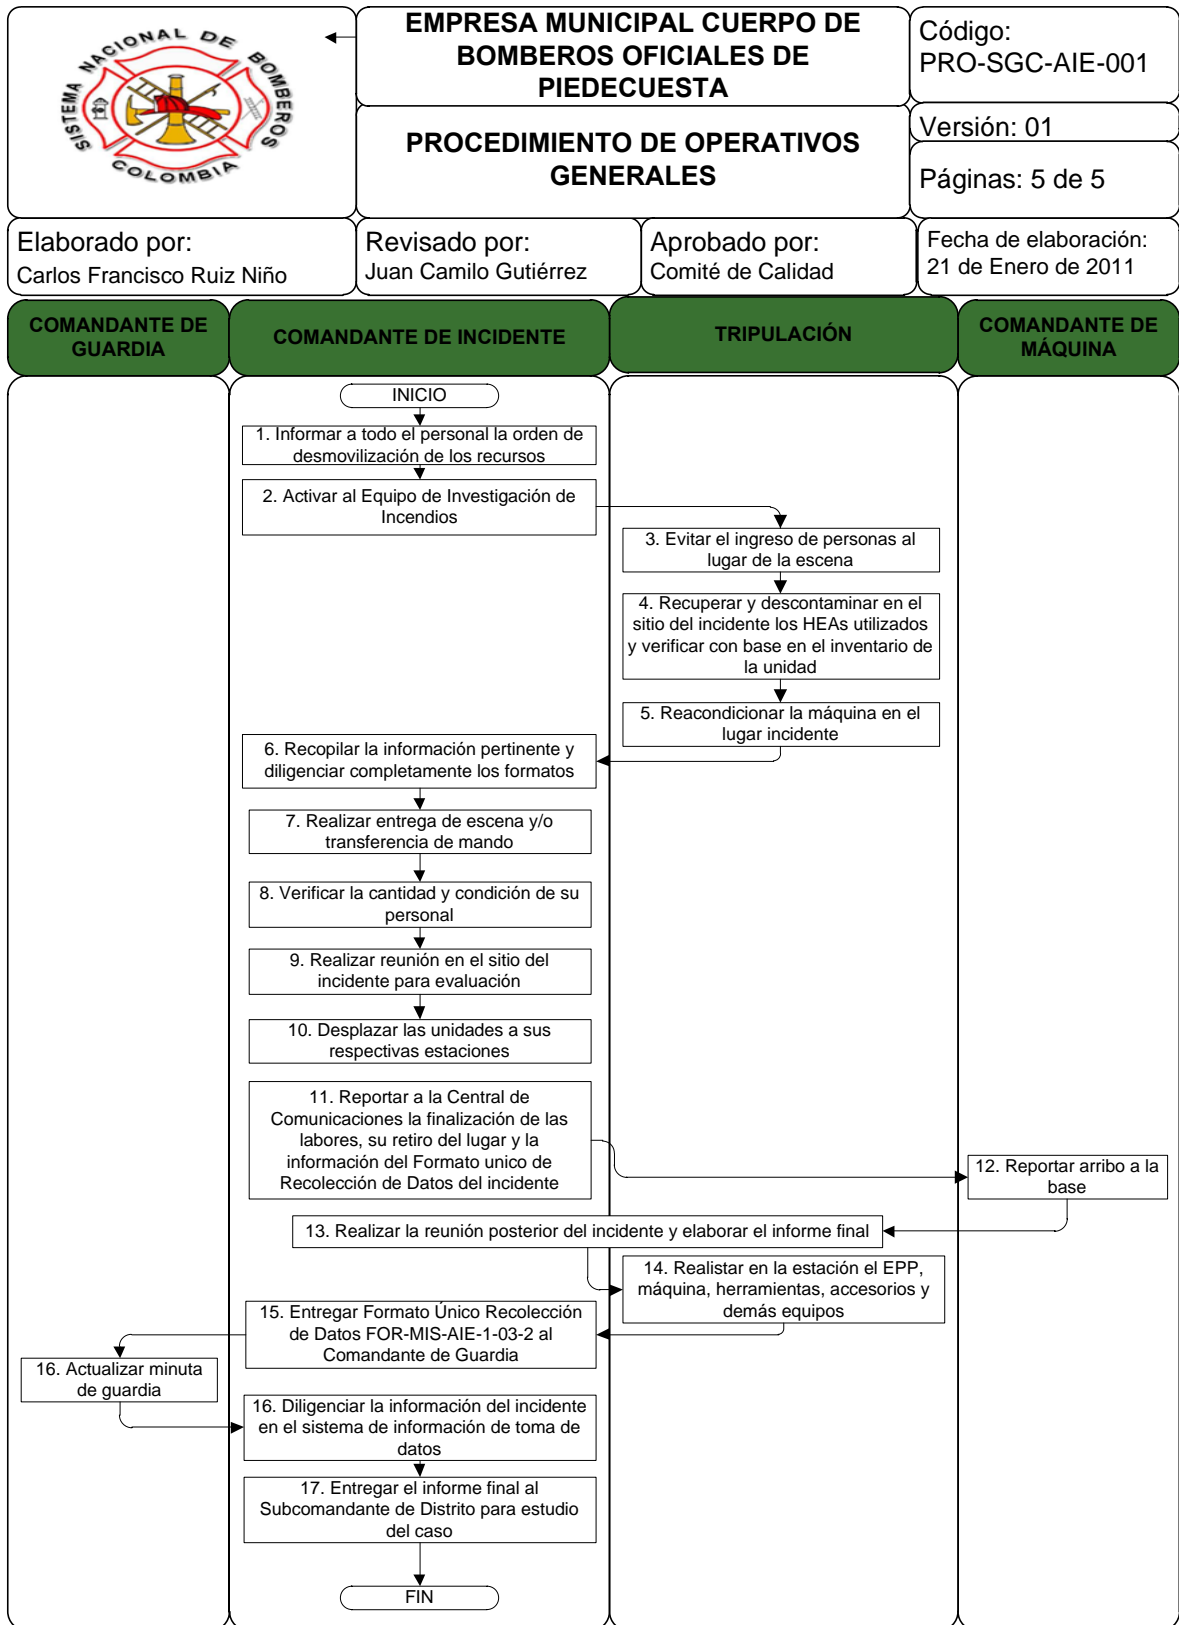 SISTEMA NACIONAL DE BOMBEROS
COLOMBIA
EMPRESA MUNICIPAL CUERPO DE
BOMBEROS OFICIALES DE
PIEDECUESTA
PROCEDIMIENTO DE OPERATIVOS
GENERALES
Código:
PRO-SGC-AIE-001
Versión: 01
Páginas: 5 de 5
Elaborado por:
Carlos Francisco Ruiz Niño
Revisado por:
Juan Camilo Gutiérrez
Aprobado por:
Comité de Calidad
Fecha de elaboración:
21 de Enero de 2011
COMANDANTE DE
GUARDIA
COMANDANTE DE INCIDENTE
TRIPULACIÓN
COMANDANTE DE
MÁQUINA
INICIO
1. Informar a todo el personal la orden de
desmovilización de los recursos
2. Activar al Equipo de Investigación de
Incendios
3. Evitar el ingreso de personas al
lugar de la escena
4. Recuperar y descontaminar en el
sitio del incidente los HEAs utilizados
y verificar con base en el inventario de
la unidad
5. Reacondicionar la máquina en el
lugar incidente
6. Recopilar la información pertinente y
diligenciar completamente los formatos
7. Realizar entrega de escena y/o
transferencia de mando
8. Verificar la cantidad y condición de su
personal
9. Realizar reunión en el sitio del
incidente para evaluación
10. Desplazar las unidades a sus
respectivas estaciones
11. Reportar a la Central de
Comunicaciones la finalización de las
labores, su retiro del lugar y la
información del Formato unico de
Recolección de Datos del incidente
12. Reportar arribo a la
base
13. Realizar la reunión posterior del incidente y elaborar el informe final
14. Realistar en la estación el EPP,
máquina, herramientas, accesorios y
demás equipos
15. Entregar Formato Único Recolección
de Datos FOR-MIS-AIE-1-03-2 al
Comandante de Guardia
16. Actualizar minuta
de guardia
16. Diligenciar la información del incidente
en el sistema de información de toma de
datos
17. Entregar el informe final al
Subcomandante de Distrito para estudio
del caso
FIN